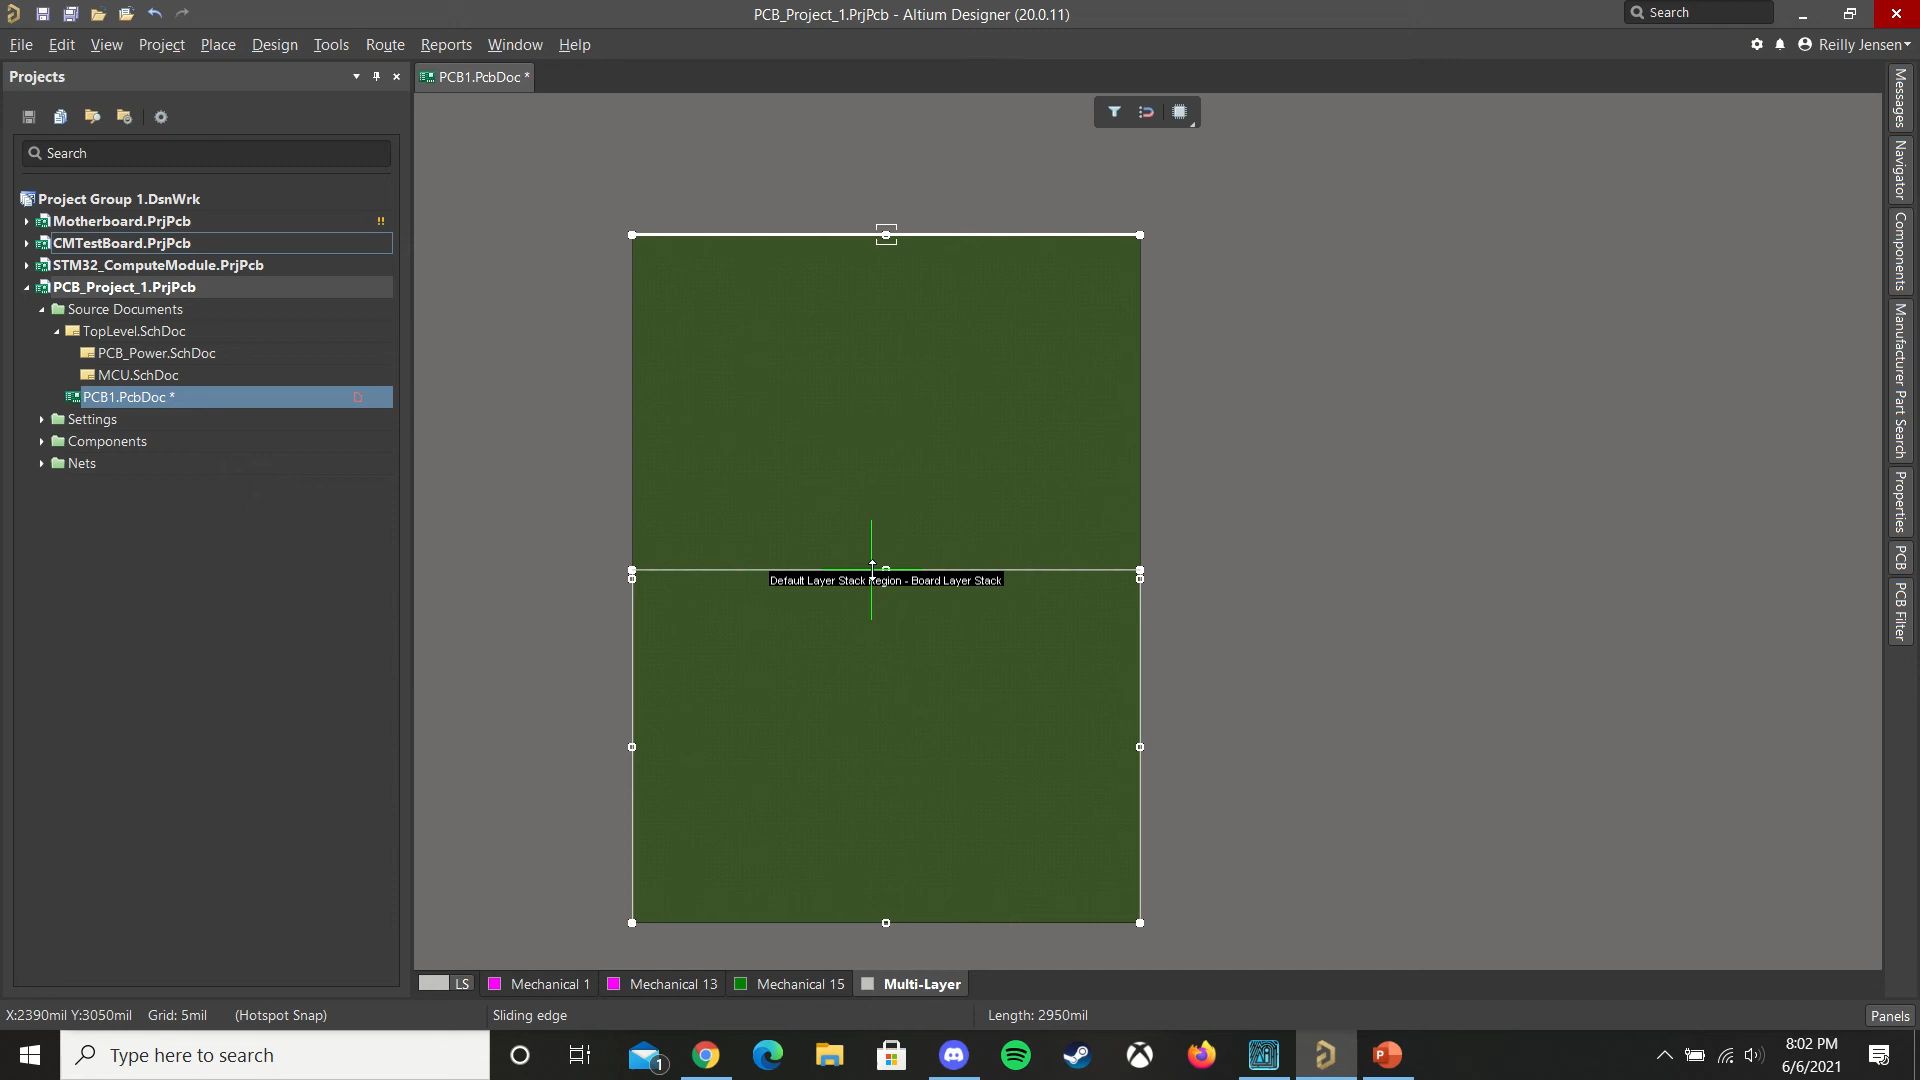 PCB_Project_1.PrjPcb - Altium Designer (20.0.11)
Search
File Edit View Project Place Design Tools Route Reports Window Help
Reilly Jensen
Projects
PCB1.PcbDoc *
Search
Project Group 1.DsnWrk
Motherboard.PrjPcb
CMTestBoard.PrjPcb
STM32_ComputeModule.PrjPcb
PCB_Project_1.PrjPcb
Source Documents
TopLevel.SchDoc
PCB_Power.SchDoc
MCU.SchDoc
PCB1.PcbDoc *
Settings
Components
Nets
Default Layer Stack Region - Board Layer Stack
Messages
Navigator
Components
Manufacturer Part Search
Properties
PCB
PCB Filter
LS Mechanical 1 Mechanical 13 Mechanical 15 Multi-Layer
X:2390mil Y:3050mil Grid: 5mil (Hotspot Snap) Sliding edge Length: 2950mil Panels
Type here to search
1
8:02 PM
6/6/2021